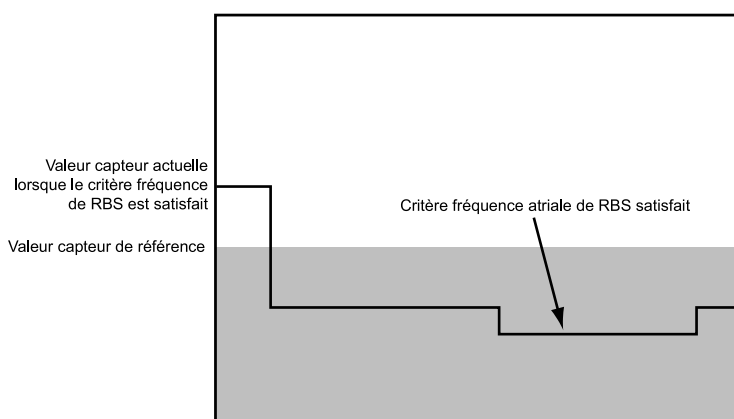 Valeur capteur actuelle
lorsque le critère fréquence
de RBS est satisfait
Critère fréquence atriale de RBS satisfait
Valeur capteur de référence